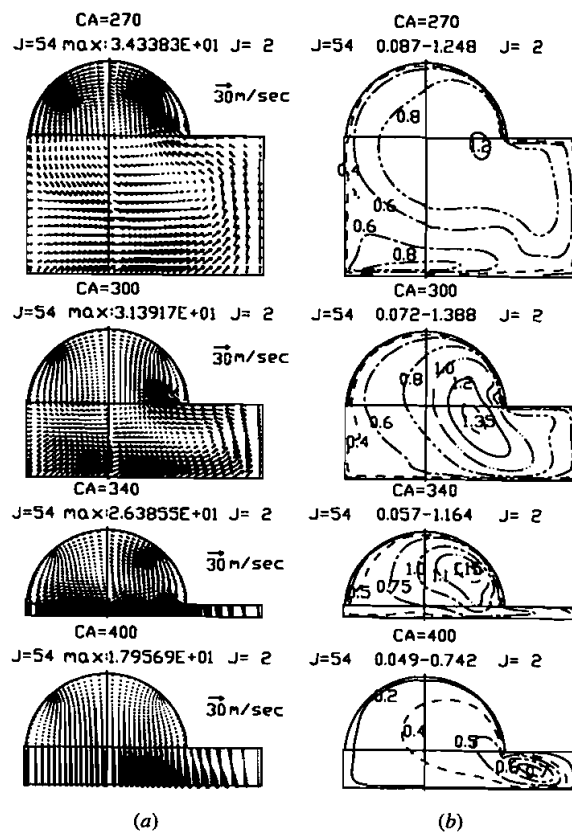 CA=270
J=54 max:3.43383E+01 J= 2
30m/sec
CA=270
J=54 0.087-1.248 J= 2
0.8
1.2
0.4
0.6
0.6
0.8
CA=300
J=54 max:3.13917E+01 J= 2
30m/sec
CA=300
J=54 0.072-1.388 J= 2
1.0
0.8
1.2
1.35
0.6
0.4
CA=340
J=54 max:2.63855E+01 J= 2
30m/sec
CA=340
J=54 0.057-1.164 J= 2
1.0
1.1
0.75
0.5
CA=400
J=54 max:1.79569E+01 J= 2
30m/sec
CA=400
J=54 0.049-0.742 J= 2
0.2
0.4
0.5
0.6
0.7
(a)
(b)